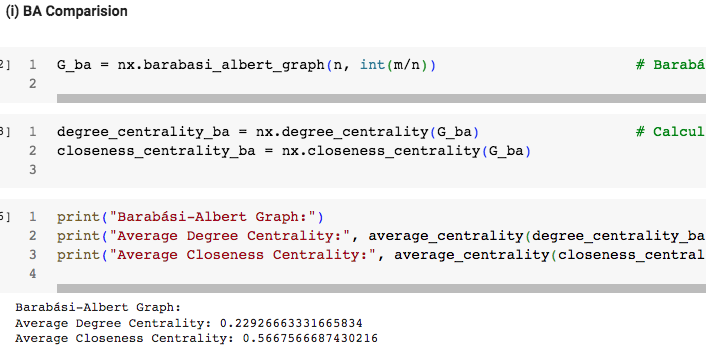 (i) BA Comparision
2] 1 G_ba = nx.barabasi_albert_graph(n, int(m/n)) # Barabá
2
3] 1 degree_centrality_ba = nx.degree_centrality(G_ba) # Calcul
2 closeness_centrality_ba = nx.closeness_centrality(G_ba)
3
5] 1 print("Barabási-Albert Graph:")
2 print("Average Degree Centrality:", average_centrality(degree_centrality_ba
3 print("Average Closeness Centrality:", average_centrality(closeness_central
4
Barabási-Albert Graph:
Average Degree Centrality: 0.22926663331665834
Average Closeness Centrality: 0.5667566687430216